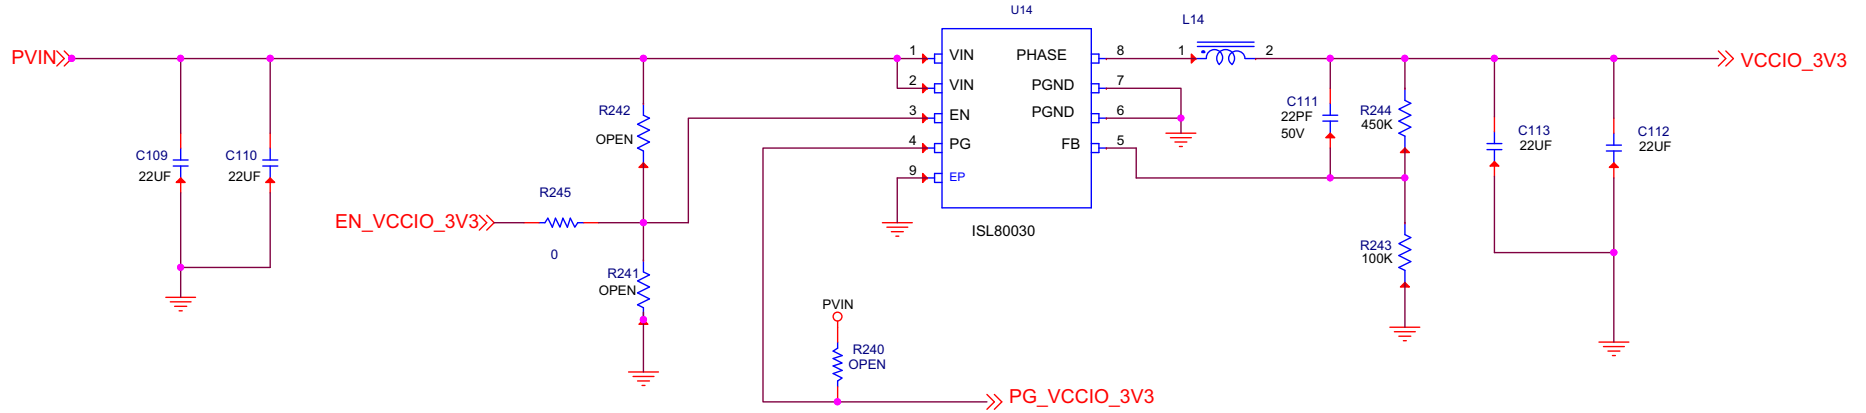 U14
L14
PVIN
1
VIN
PHASE
8
1
2
VCCIO_3V3
2
VIN
PGND
7
R242
OPEN
3
EN
PGND
6
C111
22PF
50V
R244
450K
C113
22UF
C112
22UF
4
PG
FB
5
C109
22UF
C110
22UF
9
EP
R245
EN_VCCIO_3V3
0
ISL80030
R243
100K
R241
OPEN
PVIN
R240
OPEN
PG_VCCIO_3V3